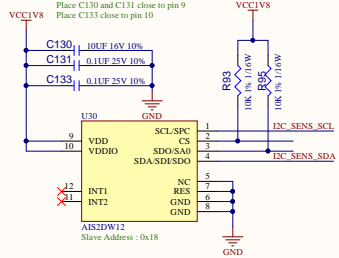 Place C130 and C131 close to pin 9
Place C133 close to pin 10
VCC1V8
VCC1V8
C130 10UF 16V 10%
C131 0.1UF 25V 10%
C133 0.1UF 25V 10%
GND
R93
10K 1% 1/16W
R95
10K 1% 1/16W
U30
9 VDD
10 VDDIO
12 INT1
11 INT2
SCL/SPC 1 I2C_SENS_SCL
CS 2
SDO/SA0 3
SDA/SDI/SDO 4 I2C_SENS_SDA
NC 5
RES 7
GND 6
GND 8
AIS2DW12
Slave Address : 0x18
GND